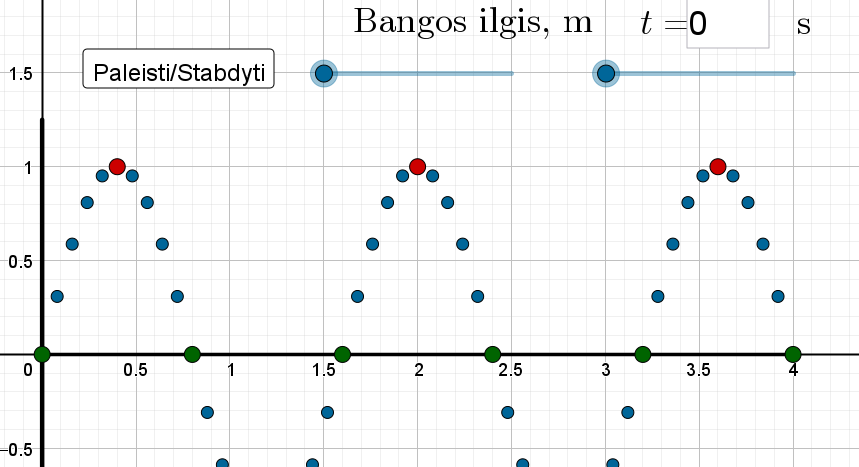 Bangos ilgis, m t = 0 s
Paleisti/Stabdyti
1.5
1
0.5
0 0.5 1 1.5 2 2.5 3 3.5 4
−0.5